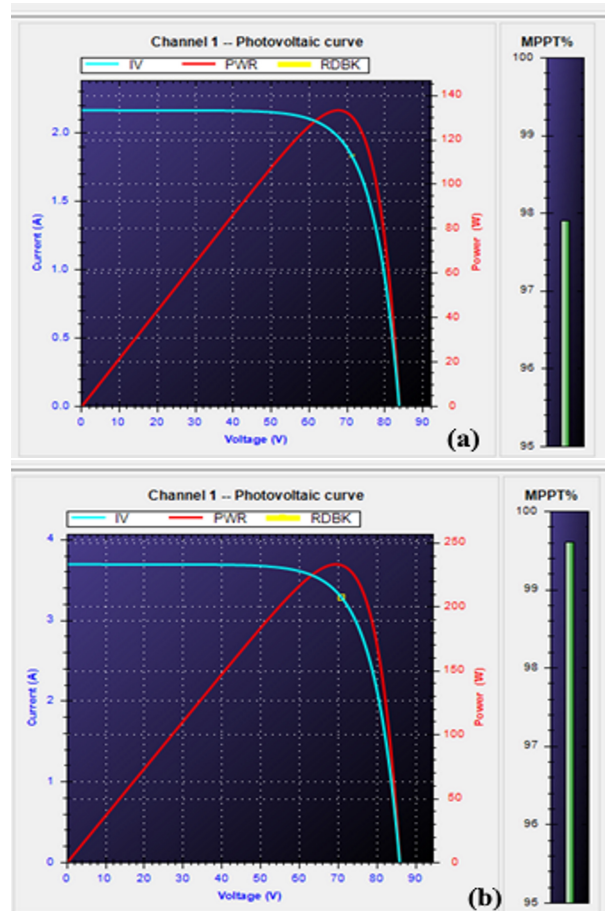 Channel 1 -- Photovoltaic curve
IV PWR RDBK
MPPT%
Current (A)
2.0
1.5
1.0
0.5
0.0
0 10 20 30 40 50 60 70 80 90
Voltage (V)
140
120
100
80
60
40
20
0
Power (W)
(a)
100
99
98
97
96
95
Channel 1 -- Photovoltaic curve
IV PWR RDBK
MPPT%
Current (A)
4
3
2
1
0
0 10 20 30 40 50 60 70 80 90
Voltage (V)
250
200
150
100
50
0
Power (W)
(b)
100
99
98
97
96
95